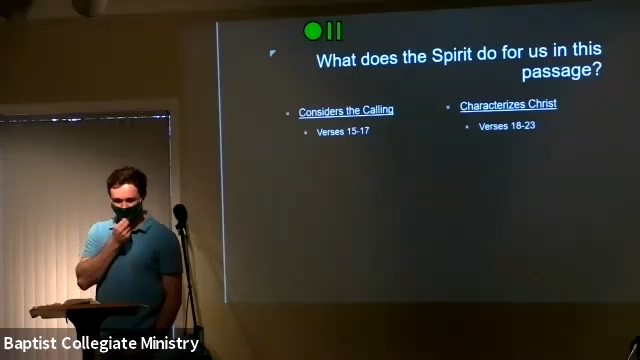 What does the Spirit do for us in this
passage?
Considers the Calling
Verses 15-17
Characterizes Christ
Verses 18-23
Baptist Collegiate Ministry